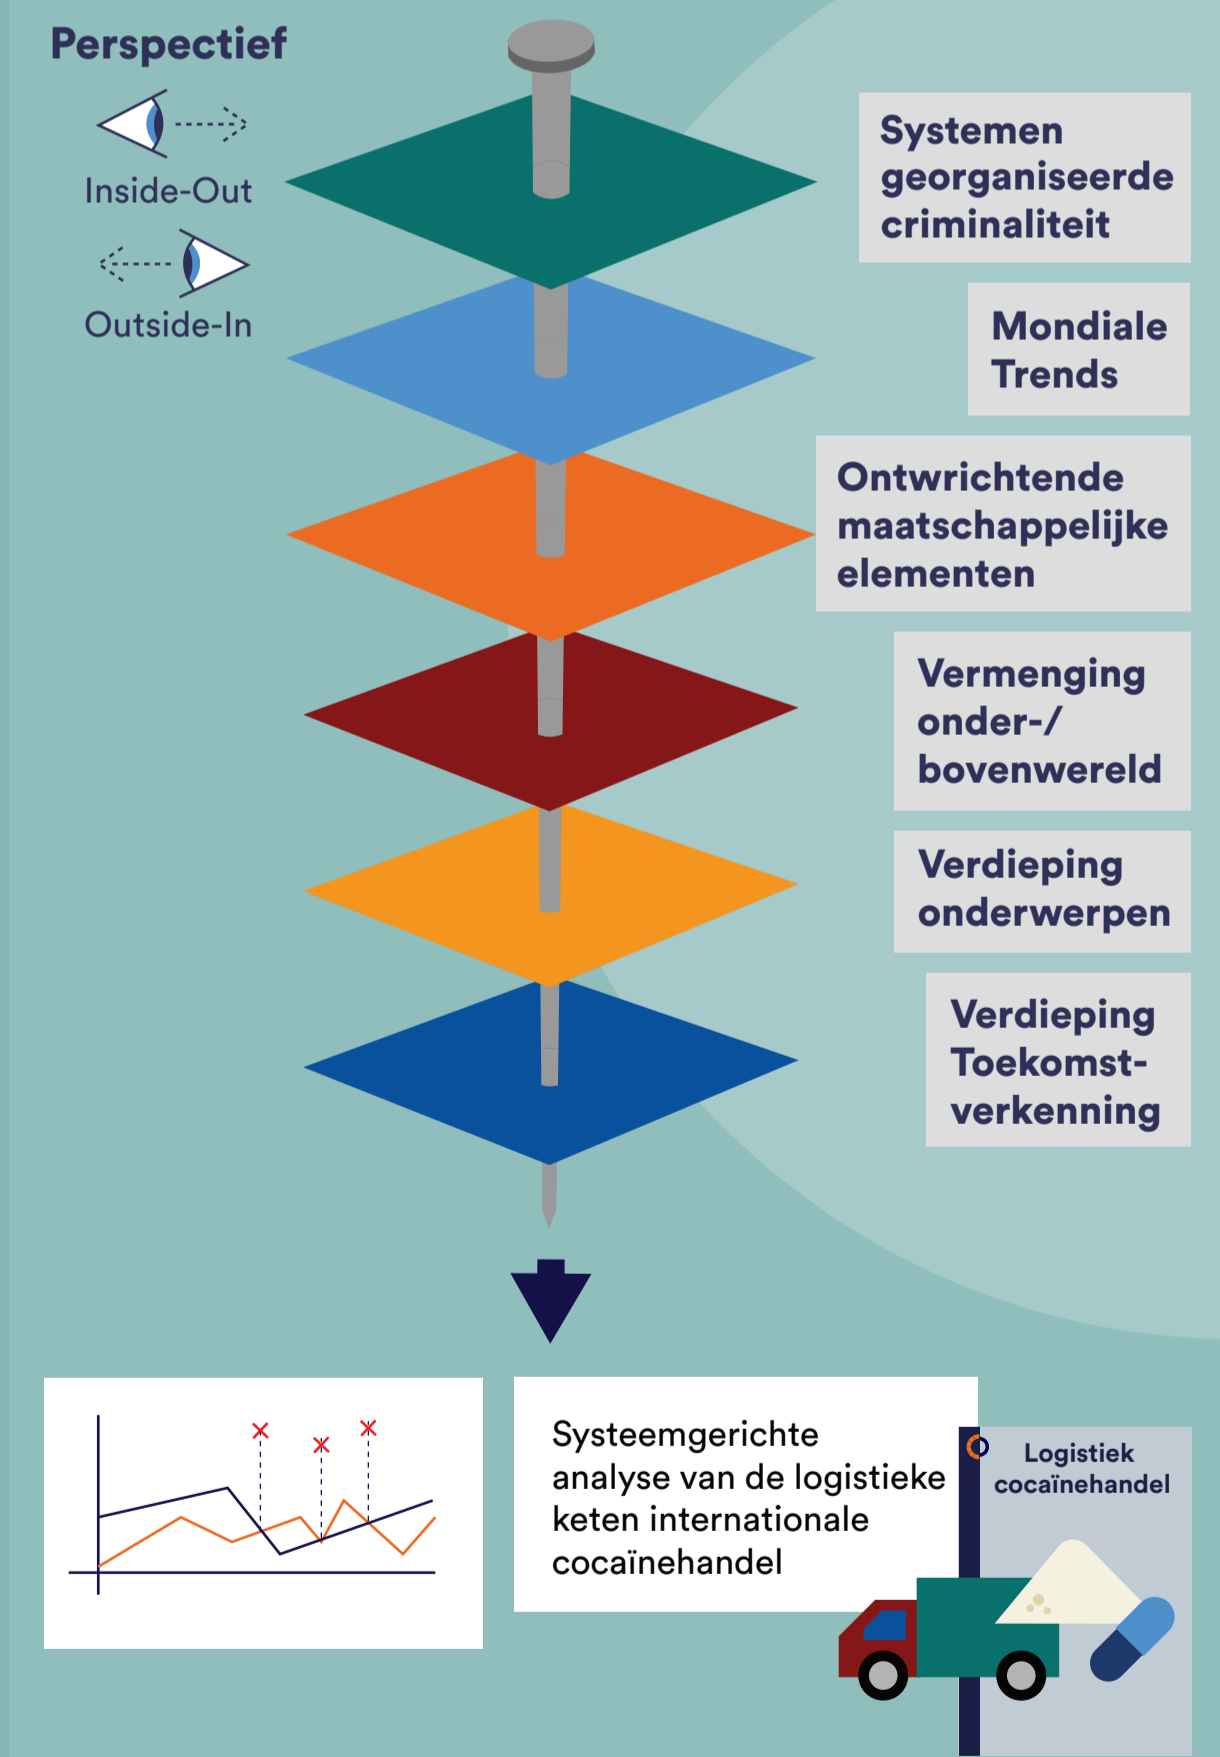 Perspectief
Inside-Out
Outside-In
Systemen
georganiseerde
criminaliteit
Mondiale
Trends
Ontwrichtende
maatschappelijke
elementen
Vermenging
onder-/
bovenwereld
Verdieping
onderwerpen
Verdieping
Toekomst-
verkenning
Systeemgerichte
analyse van de logistieke
keten internationale
cocaïnehandel
Logistiek
cocaïnehandel